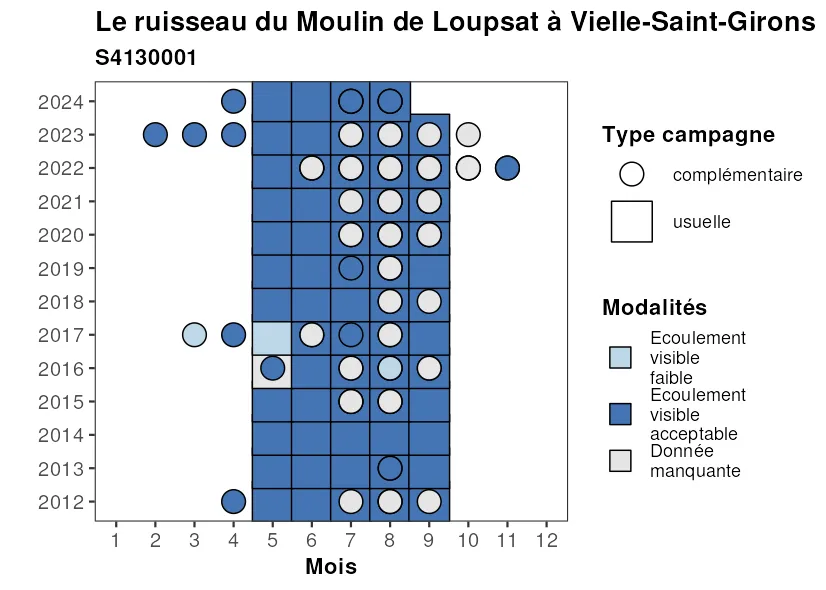 Le ruisseau du Moulin de Loupsat à Vielle-Saint-Girons
S4130001
2024
2023
2022
2021
2020
2019
2018
2017
2016
2015
2014
2013
2012
1 2 3 4 5 6 7 8 9 10 11 12
Mois
Type campagne
complémentaire
usuelle
Modalités
Ecoulement
visible
faible
Ecoulement
visible
acceptable
Donnée
manquante